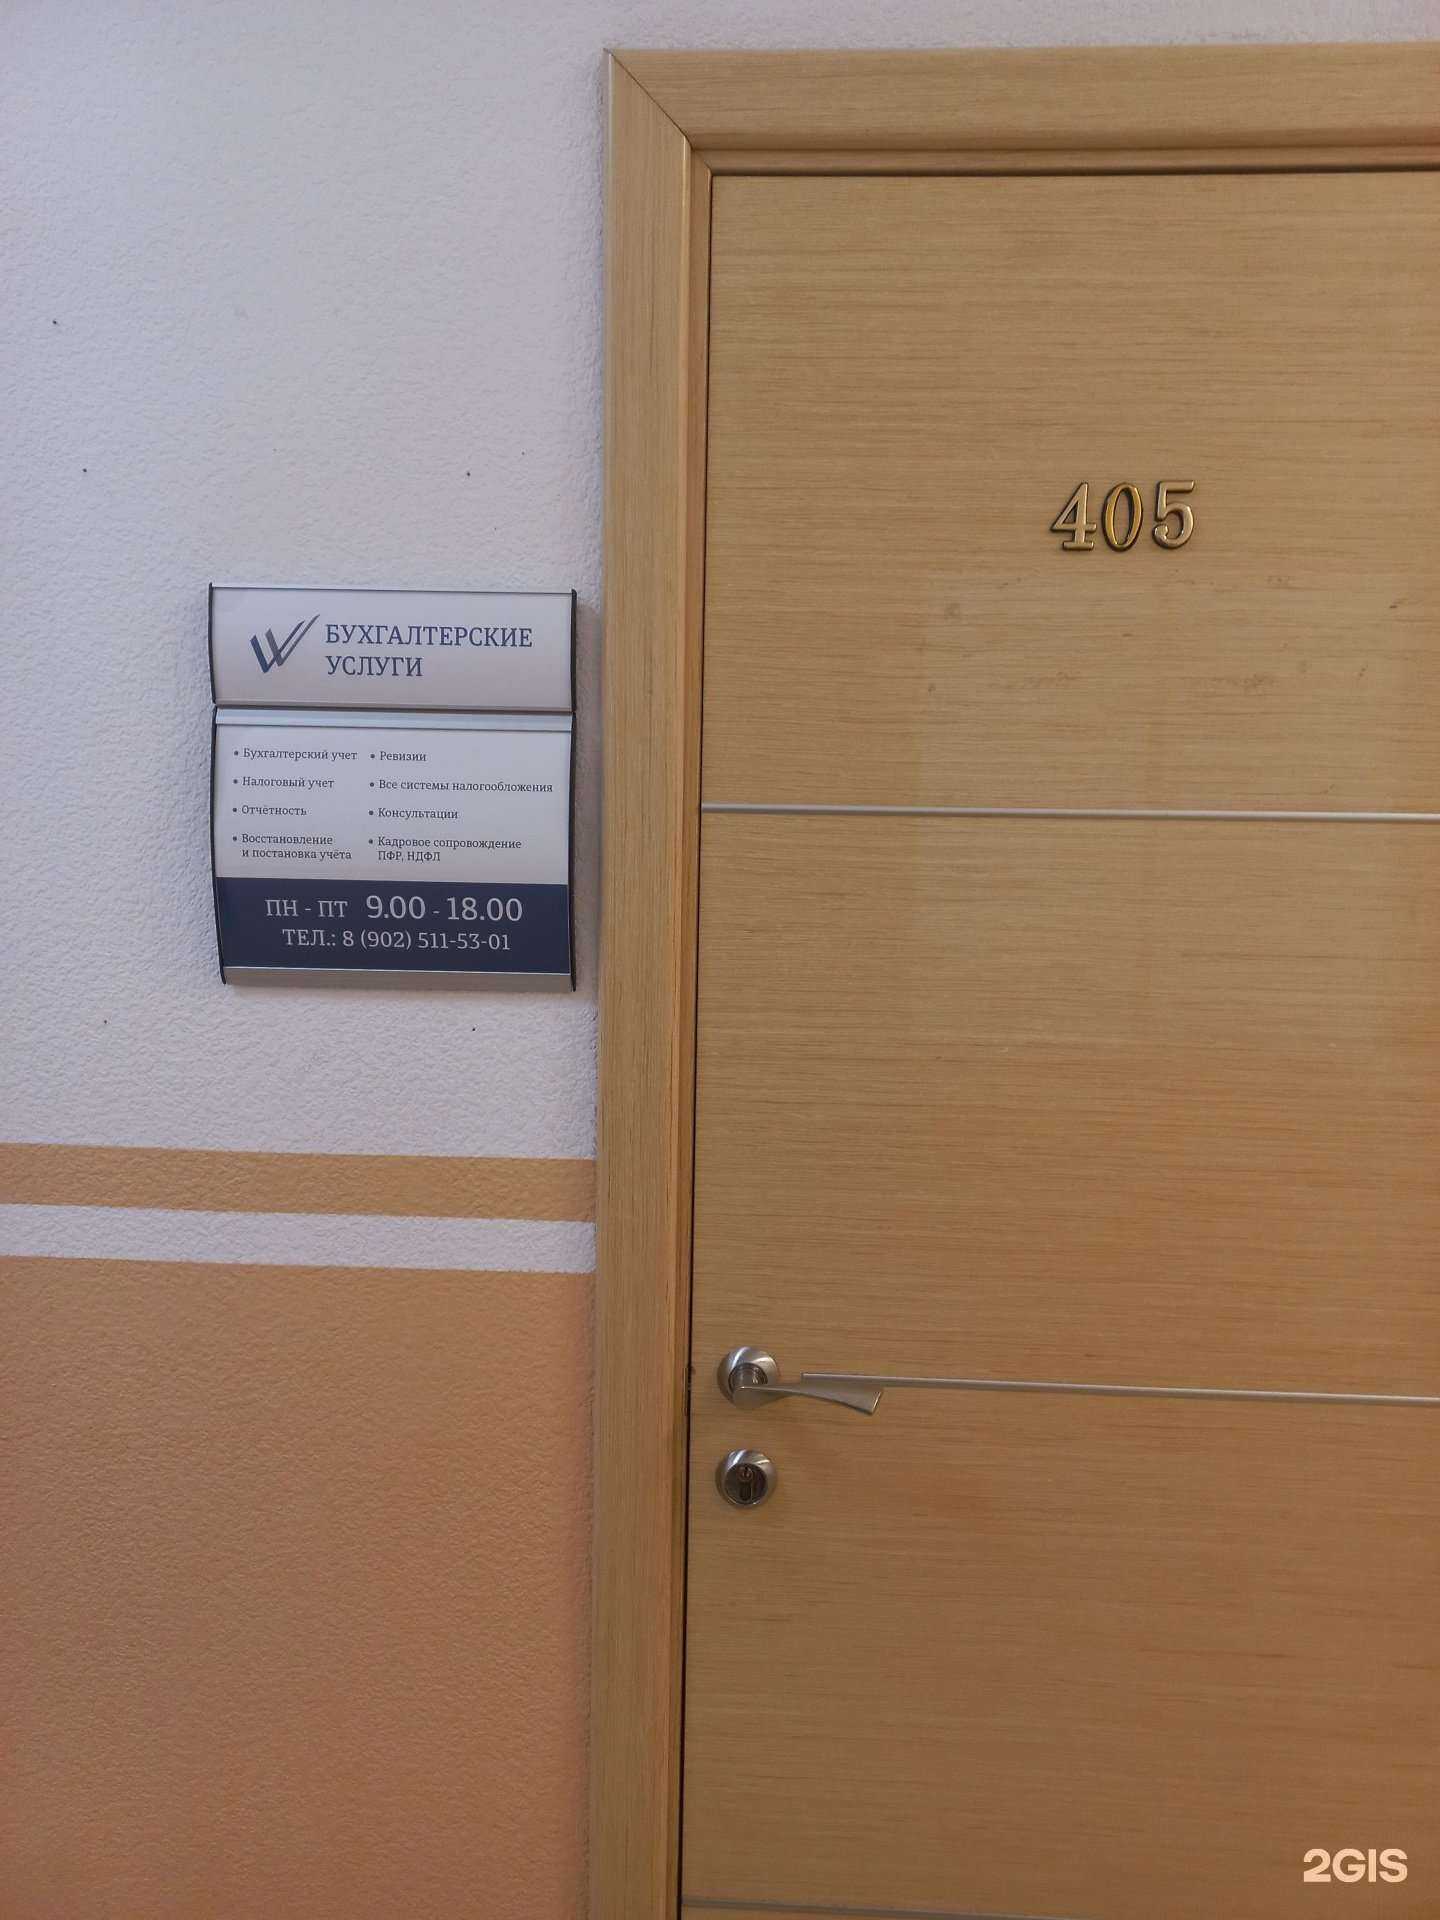 405
W БУХГАЛТЕРСКИЕ
УСЛУГИ
• Бухгалтерский учет
• Налоговый учет
• Отчётность
• Восстановление
и постановка учёта
• Ревизии
• Все системы налогообложения
• Консультации
• Кадровое сопровождение
ПФР, НДФЛ
ПН - ПТ 9.00 - 18.00
ТЕЛ.: 8 (902) 511-53-01
2GIS